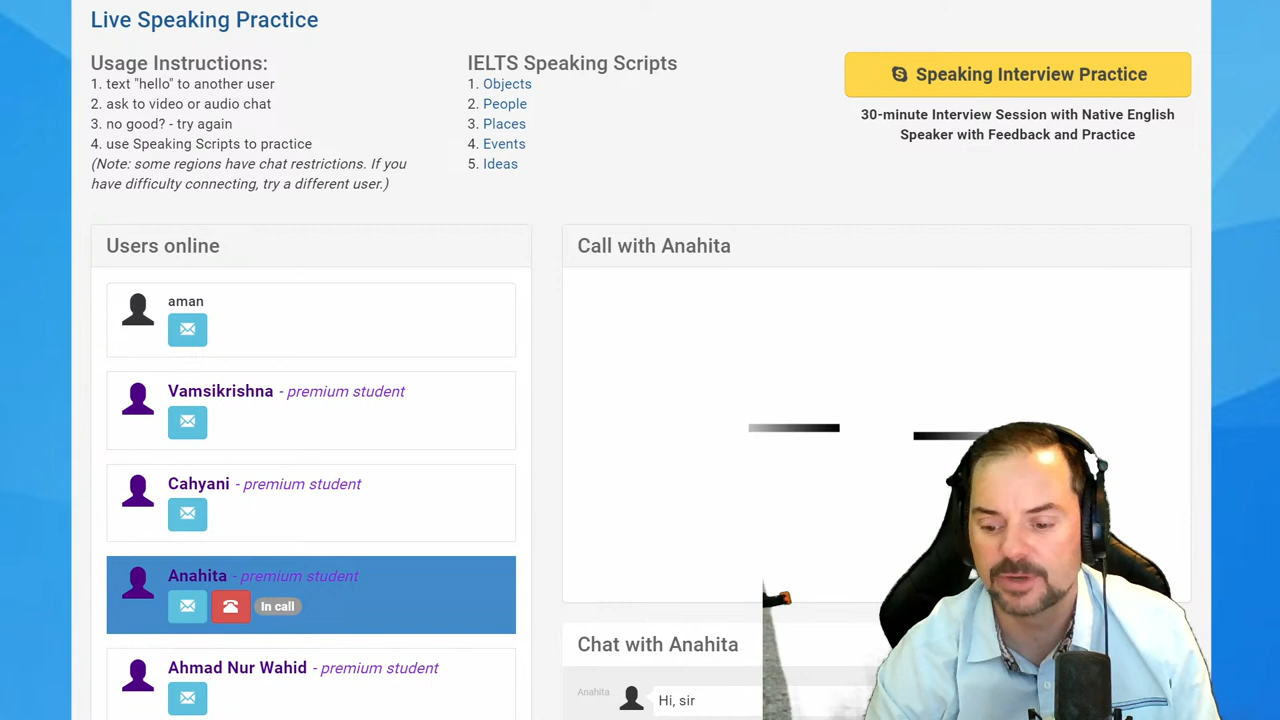 Live Speaking Practice
Usage Instructions:
1. text "hello" to another user
2. ask to video or audio chat
3. no good? - try again
4. use Speaking Scripts to practice
(Note: some regions have chat restrictions. If you
have difficulty connecting, try a different user.)
IELTS Speaking Scripts
1. Objects
2. People
3. Places
4. Events
5. Ideas
Speaking Interview Practice
30-minute Interview Session with Native English
Speaker with Feedback and Practice
Users online
aman
Vamsikrishna - premium student
Cahyani - premium student
Anahita - premium student
In call
Ahmad Nur Wahid - premium student
Call with Anahita
Chat with Anahita
Anahita
Hi, sir